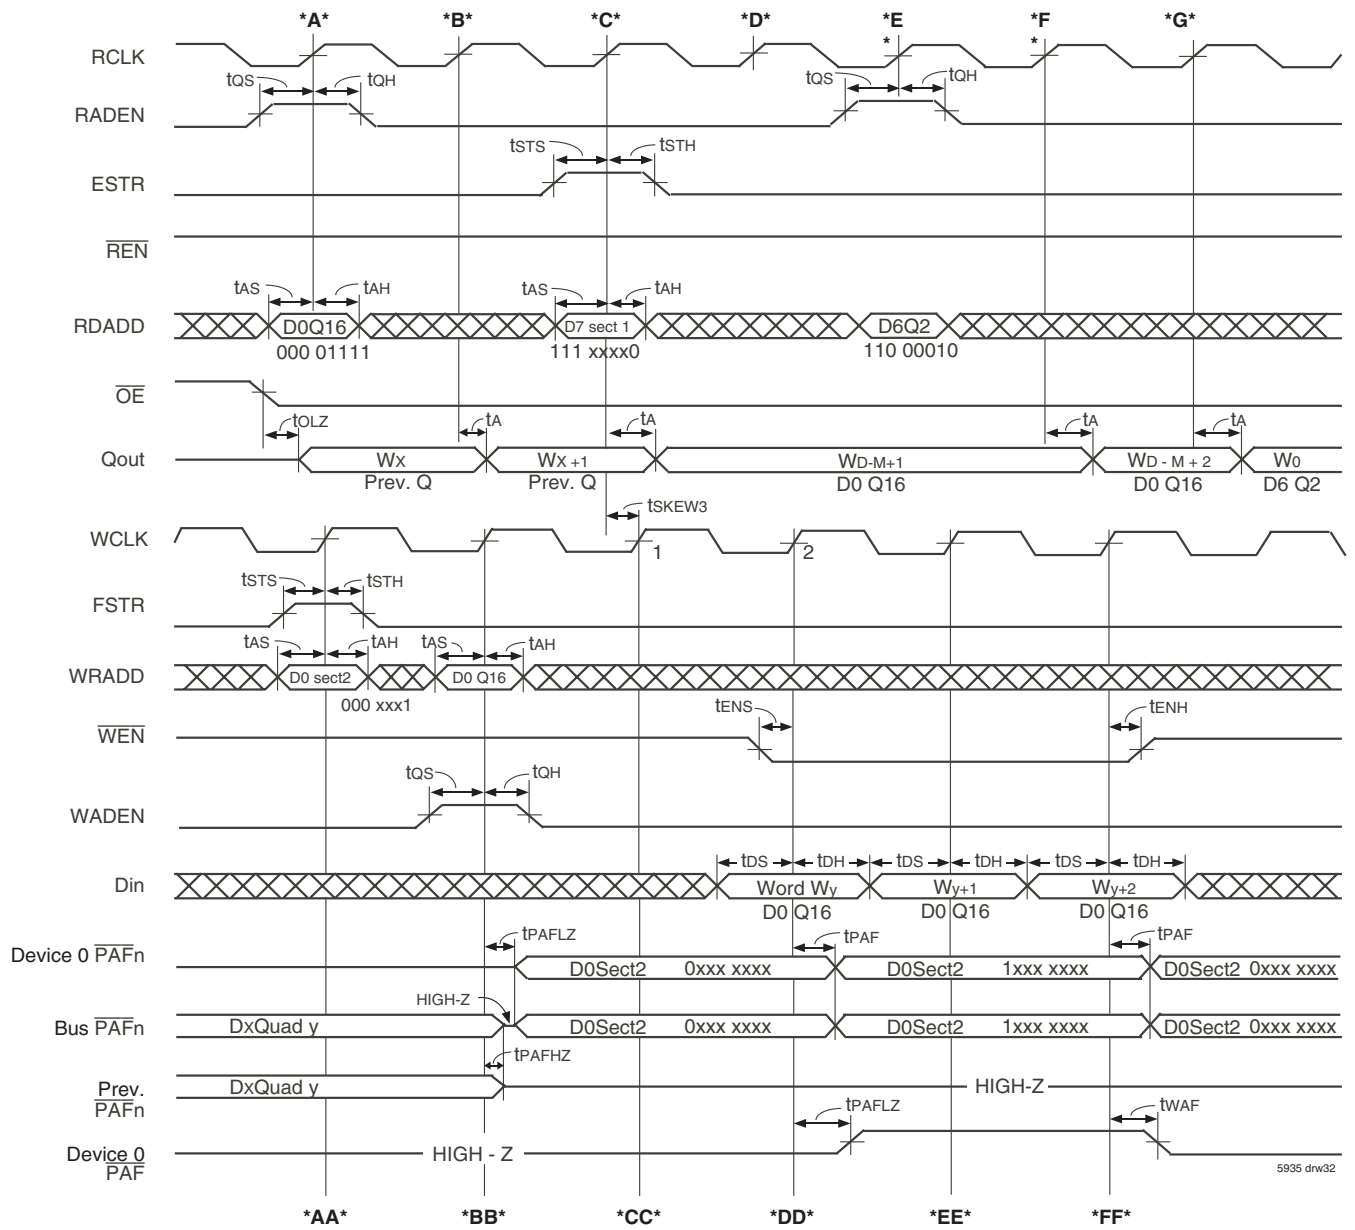 *A* *B* *C* *D* *E *F *G*
* *
RCLK
tQS tQH tQS tQH
RADEN
tSTS tSTH
ESTR
REN
tAS tAH tAS tAH
RDADD D0Q16 D7 sect 1 D6Q2
000 01111 111 xxxx0 110 00010
OE
tOLZ tA tA tA tA
Qout WX WX +1 WD-M+1 WD - M + 2 W0
Prev. Q Prev. Q D0 Q16 D0 Q16 D6 Q2
tSKEW3
WCLK 1 2
tSTS tSTH
FSTR
tAS tAH tAS tAH
WRADD D0 sect2 D0 Q16
000 xxx1
tENS tENH
WEN
tQS tQH
WADEN
tDS tDH tDS tDH tDS tDH
Din Word Wy Wy+1 Wy+2
D0 Q16 D0 Q16 D0 Q16
tPAFLZ tPAF tPAF
Device 0 PAFn D0Sect2 0xxx xxxx D0Sect2 1xxx xxxx D0Sect2 0xxx xxxx
HIGH-Z
Bus PAFn DxQuad y D0Sect2 0xxx xxxx D0Sect2 1xxx xxxx D0Sect2 0xxx xxxx
tPAFHZ
Prev. DxQuad y HIGH-Z
PAFn
tPAFLZ tWAF
Device 0 HIGH - Z
PAF
5935 drw32
*AA* *BB* *CC* *DD* *EE* *FF*